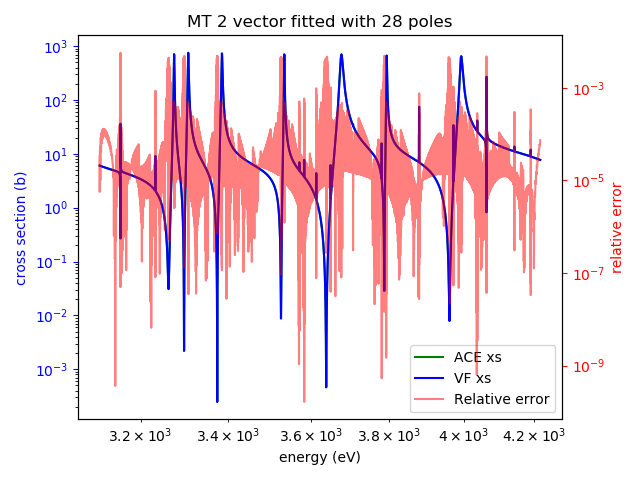 MT 2 vector fitted with 28 poles
10³
10²
10¹
10⁰
10⁻¹
10⁻²
10⁻³
cross section (b)
10⁻³
10⁻⁵
10⁻⁷
10⁻⁹
relative error
ACE xs
VF xs
Relative error
3.2 × 10³ 3.4 × 10³ 3.6 × 10³ 3.8 × 10³ 4 × 10³ 4.2 × 10³
energy (eV)